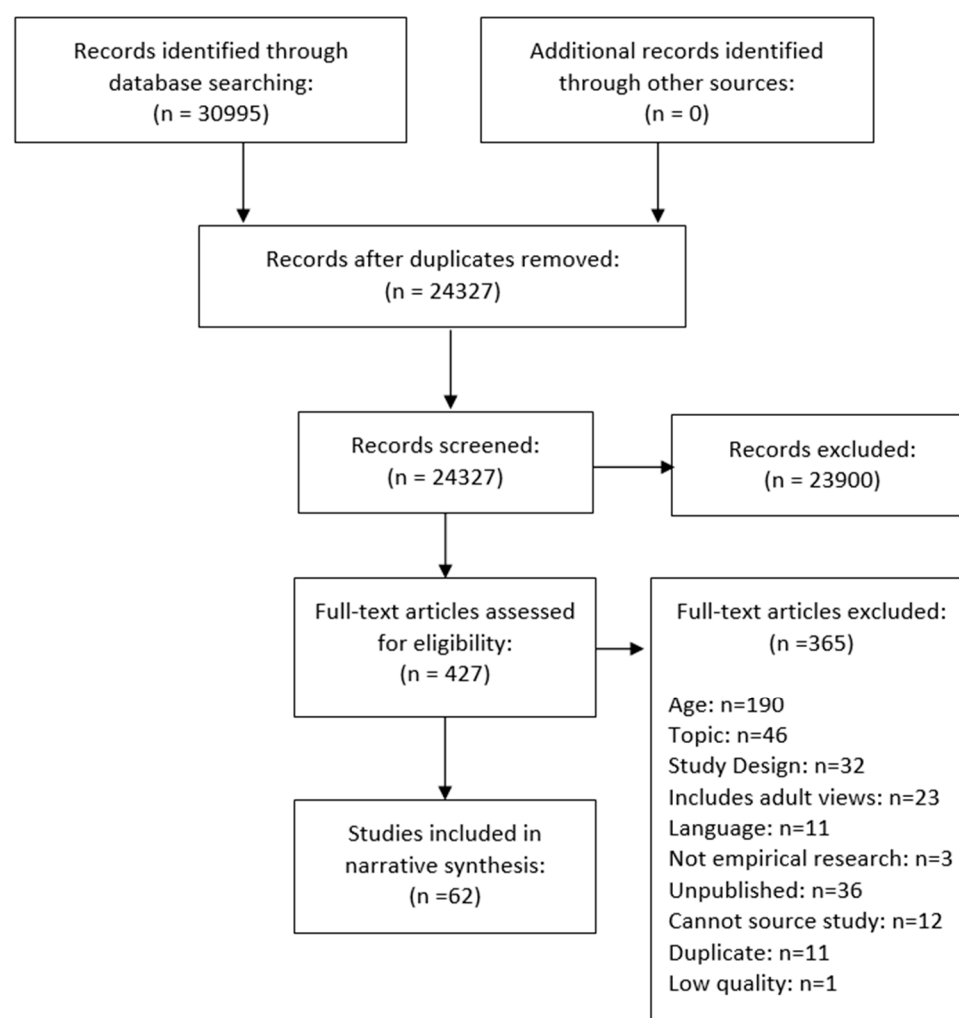 Records identified through
database searching:
(n = 30995)
Additional records identified
through other sources:
(n = 0)
Records after duplicates removed:
(n = 24327)
Records screened:
(n = 24327)
Records excluded:
(n = 23900)
Full-text articles assessed
for eligibility:
(n = 427)
Full-text articles excluded:
(n =365)
Age: n=190
Topic: n=46
Study Design: n=32
Includes adult views: n=23
Language: n=11
Not empirical research: n=3
Unpublished: n=36
Cannot source study: n=12
Duplicate: n=11
Low quality: n=1
Studies included in
narrative synthesis:
(n =62)